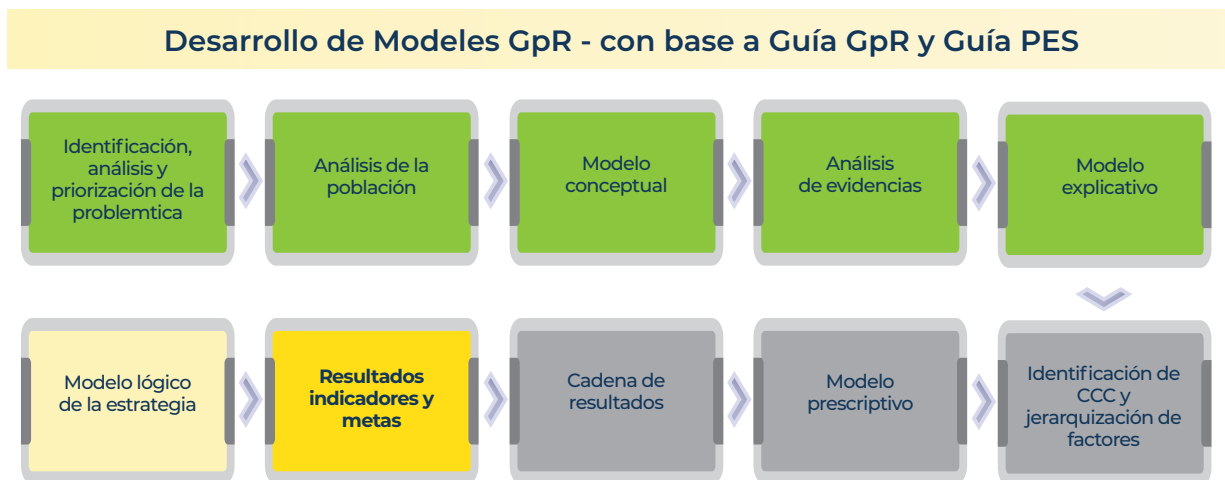 Desarrollo de Modeles GpR - con base a Guía GpR y Guía PES
Identificación,
análisis y
priorización de la
problemtica
Análisis de la
población
Modelo
conceptual
Análisis
de evidencias
Modelo
explicativo
Modelo lógico
de la estrategia
Resultados
indicadores y
metas
Cadena de
resultados
Modelo
prescriptivo
Identificación de
CCC y
jerarquización de
factores